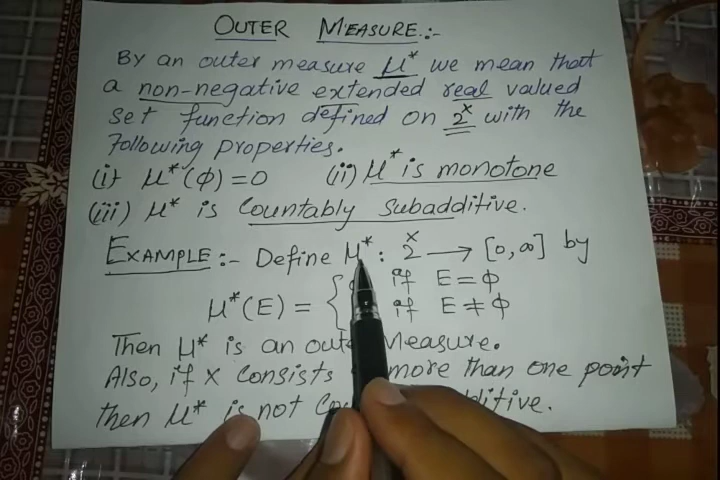 OUTER MEASURE:-
By an outer measure μ* we mean that
a non-negative extended real valued
set function defined on 2^X with the
following properties.
(i) μ*(φ)=0 (ii) μ* is monotone
(iii) μ* is Countably Subadditive.
EXAMPLE:- Define μ*: 2^X → [0,∞] by
μ*(E) = { if E=φ
if E≠φ
Then μ* is an Measure.
Also, if X Consists more than one point
then μ* is not